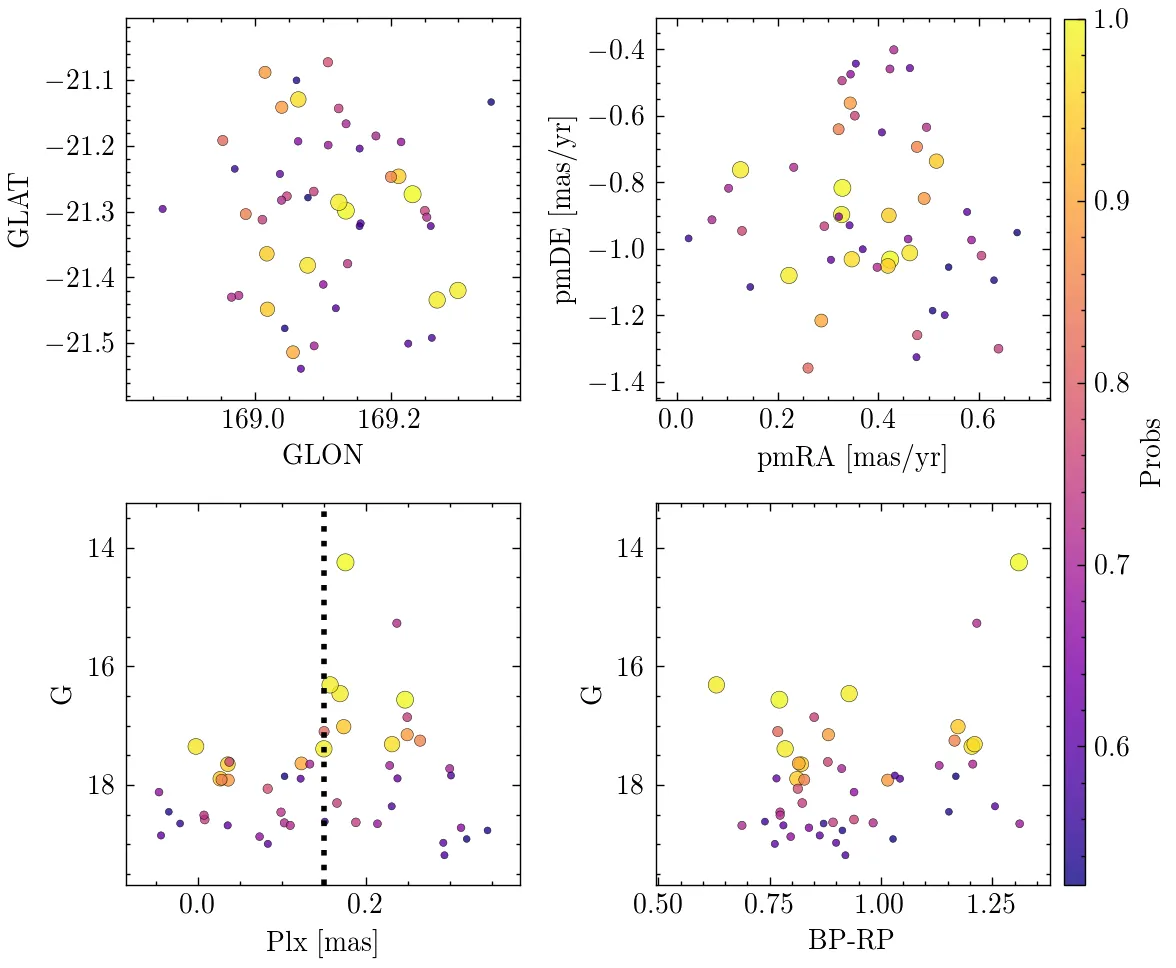 −21.1
−21.2
−21.3
−21.4
−21.5
GLAT
169.0 169.2
GLON
−0.4
−0.6
−0.8
−1.0
−1.2
−1.4
pmDE [mas/yr]
0.0 0.2 0.4 0.6
pmRA [mas/yr]
1.0
0.9
0.8
0.7
0.6
Probs
14
16
18
G
0.0 0.2
Plx [mas]
14
16
18
G
0.50 0.75 1.00 1.25
BP-RP